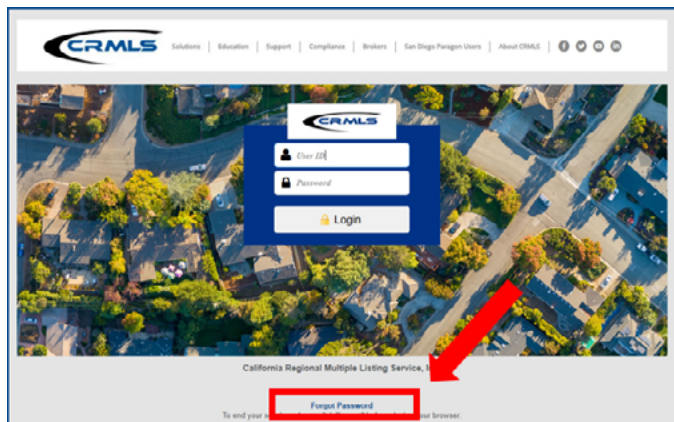 CRMLS
Solutions | Education | Support | Compliance | Brokers | San Diego Paragon Users | About CRMLS
CRMLS
User ID
Password
Login
California Regional Multiple Listing Service, I
Forgot Password
To end your browser.